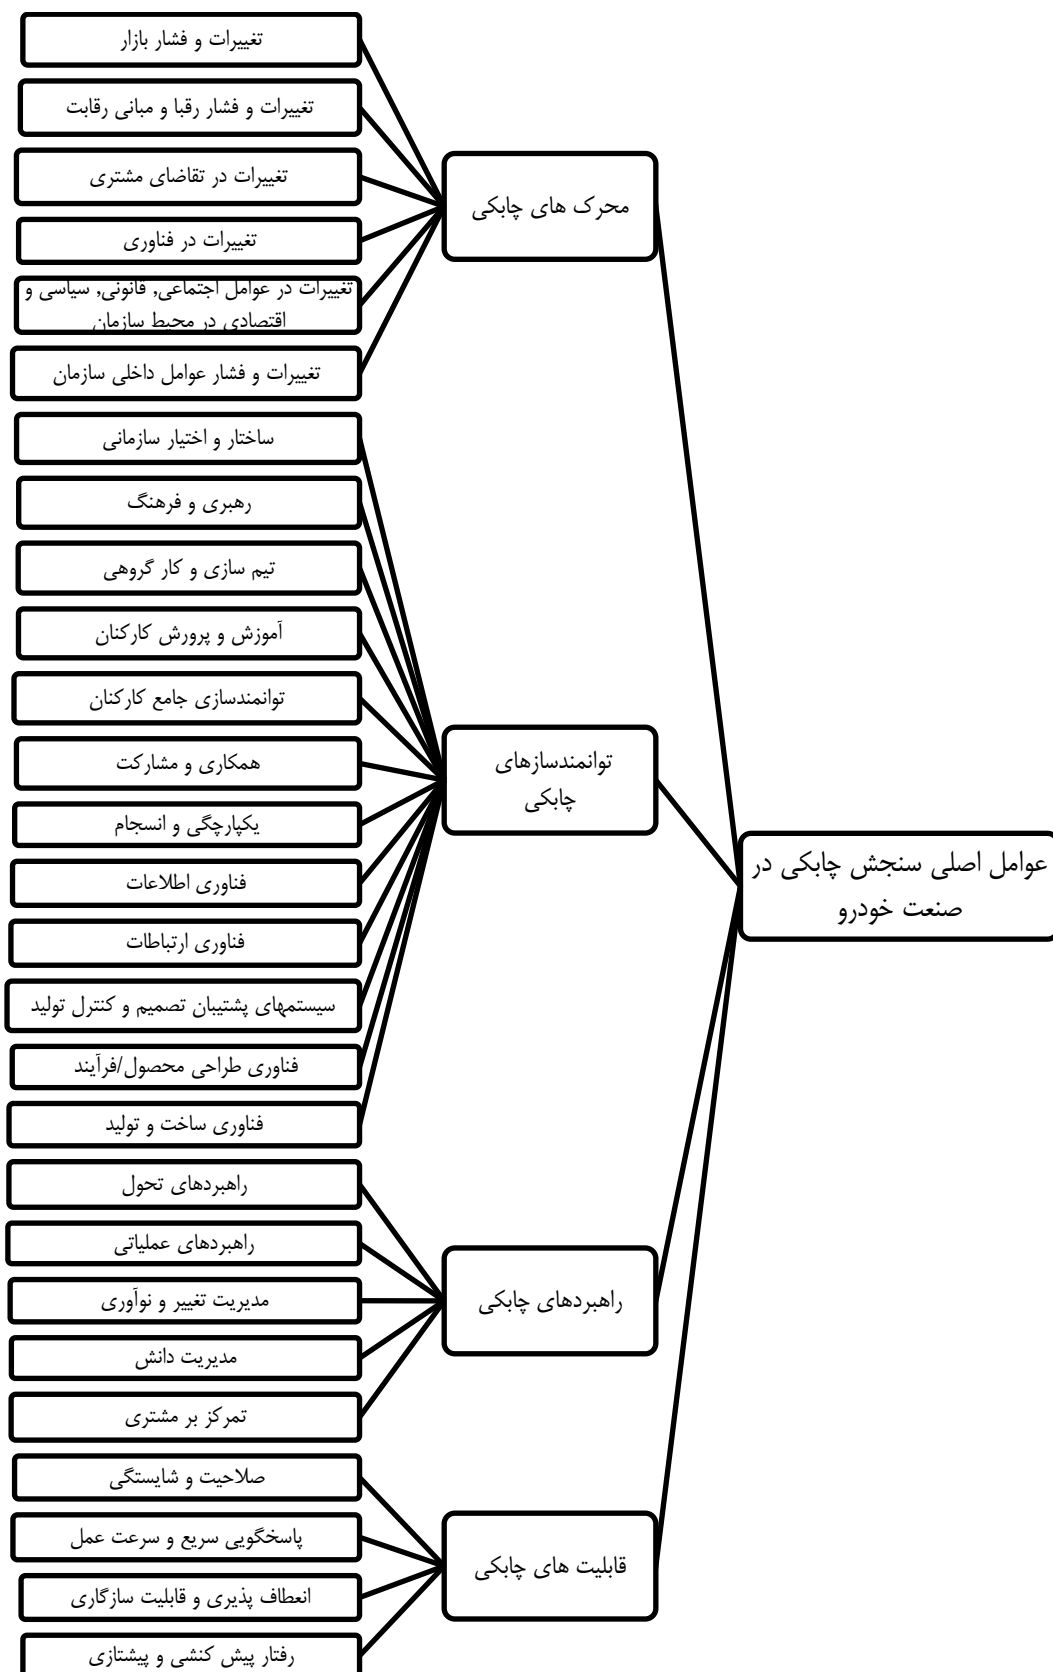 عوامل اصلی سنجش چابکی در
صنعت خودرو
محرک های چابکی
تغییرات و فشار بازار
تغییرات و فشار رقبا و مبانی رقابت
تغییرات در تقاضای مشتری
تغییرات در فناوری
تغییرات در عوامل اجتماعی, قانونی, سیاسی و
اقتصادی در محیط سازمان
تغییرات و فشار عوامل داخلی سازمان
توانمندسازهای
چابکی
ساختار و اختیار سازمانی
رهبری و فرهنگ
تیم سازی و کار گروهی
آموزش و پرورش کارکنان
توانمندسازی جامع کارکنان
همکاری و مشارکت
یکپارچگی و انسجام
فناوری اطلاعات
فناوری ارتباطات
سیستمهای پشتیبان تصمیم و کنترل تولید
فناوری طراحی محصول/فرآیند
فناوری ساخت و تولید
راهبردهای چابکی
راهبردهای تحول
راهبردهای عملیاتی
مدیریت تغییر و نوآوری
مدیریت دانش
تمرکز بر مشتری
قابلیت های چابکی
صلاحیت و شایستگی
پاسخگویی سریع و سرعت عمل
انعطاف پذیری و قابلیت سازگاری
رفتار پیش کنشی و پیشتازی